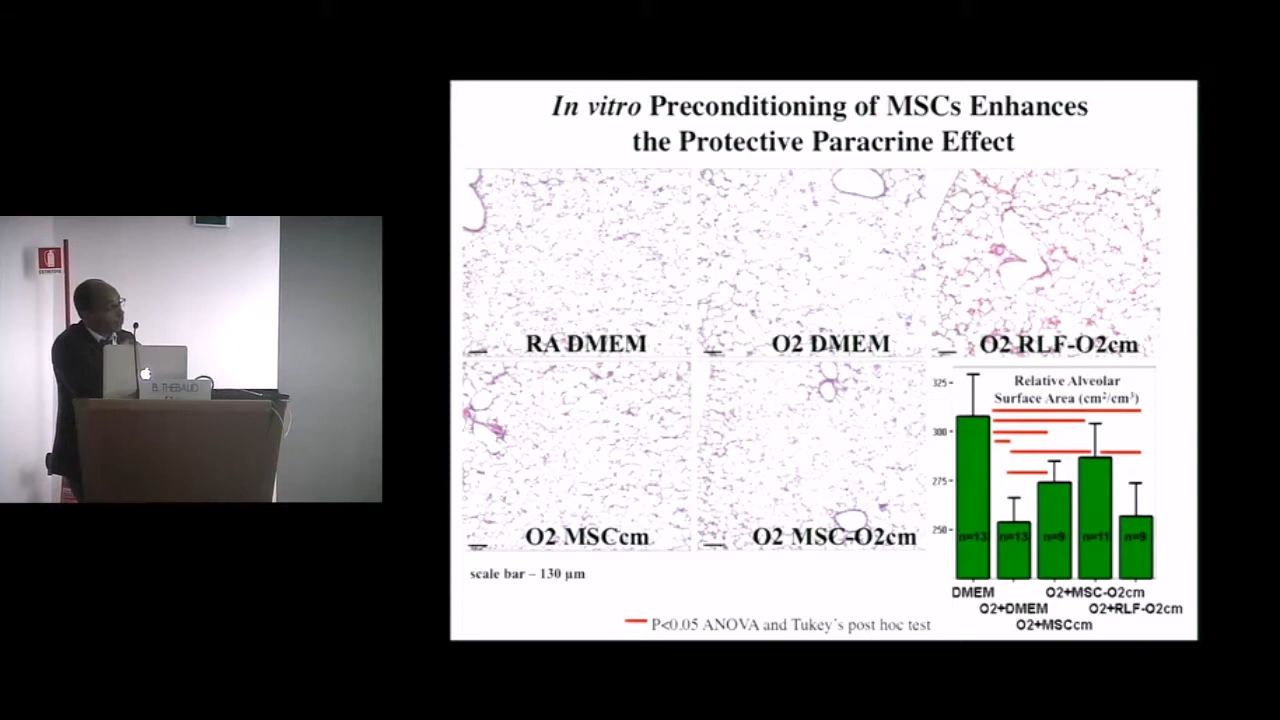 In vitro Preconditioning of MSCs Enhances
the Protective Paracrine Effect
RA DMEM
O2 DMEM
O2 RLF-O2cm
O2 MSCcm
O2 MSC-O2cm
scale bar – 130 µm
Relative Alveolar
Surface Area (cm²/cm³)
325
300
275
250
n=13
n=13
n=9
n=11
n=9
DMEM
O2+DMEM
O2+MSCcm
O2+MSC-O2cm
O2+RLF-O2cm
P<0.05 ANOVA and Tukey's post hoc test
ESTINTORE
B. THEBAUD